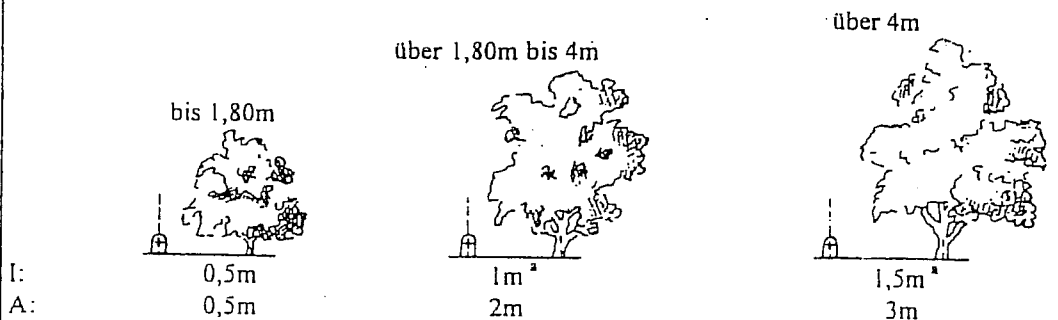 über 4m
über 1,80m bis 4m
bis 1,80m
I: 0,5m 1m ª 1,5m ª
A: 0,5m 2m 3m